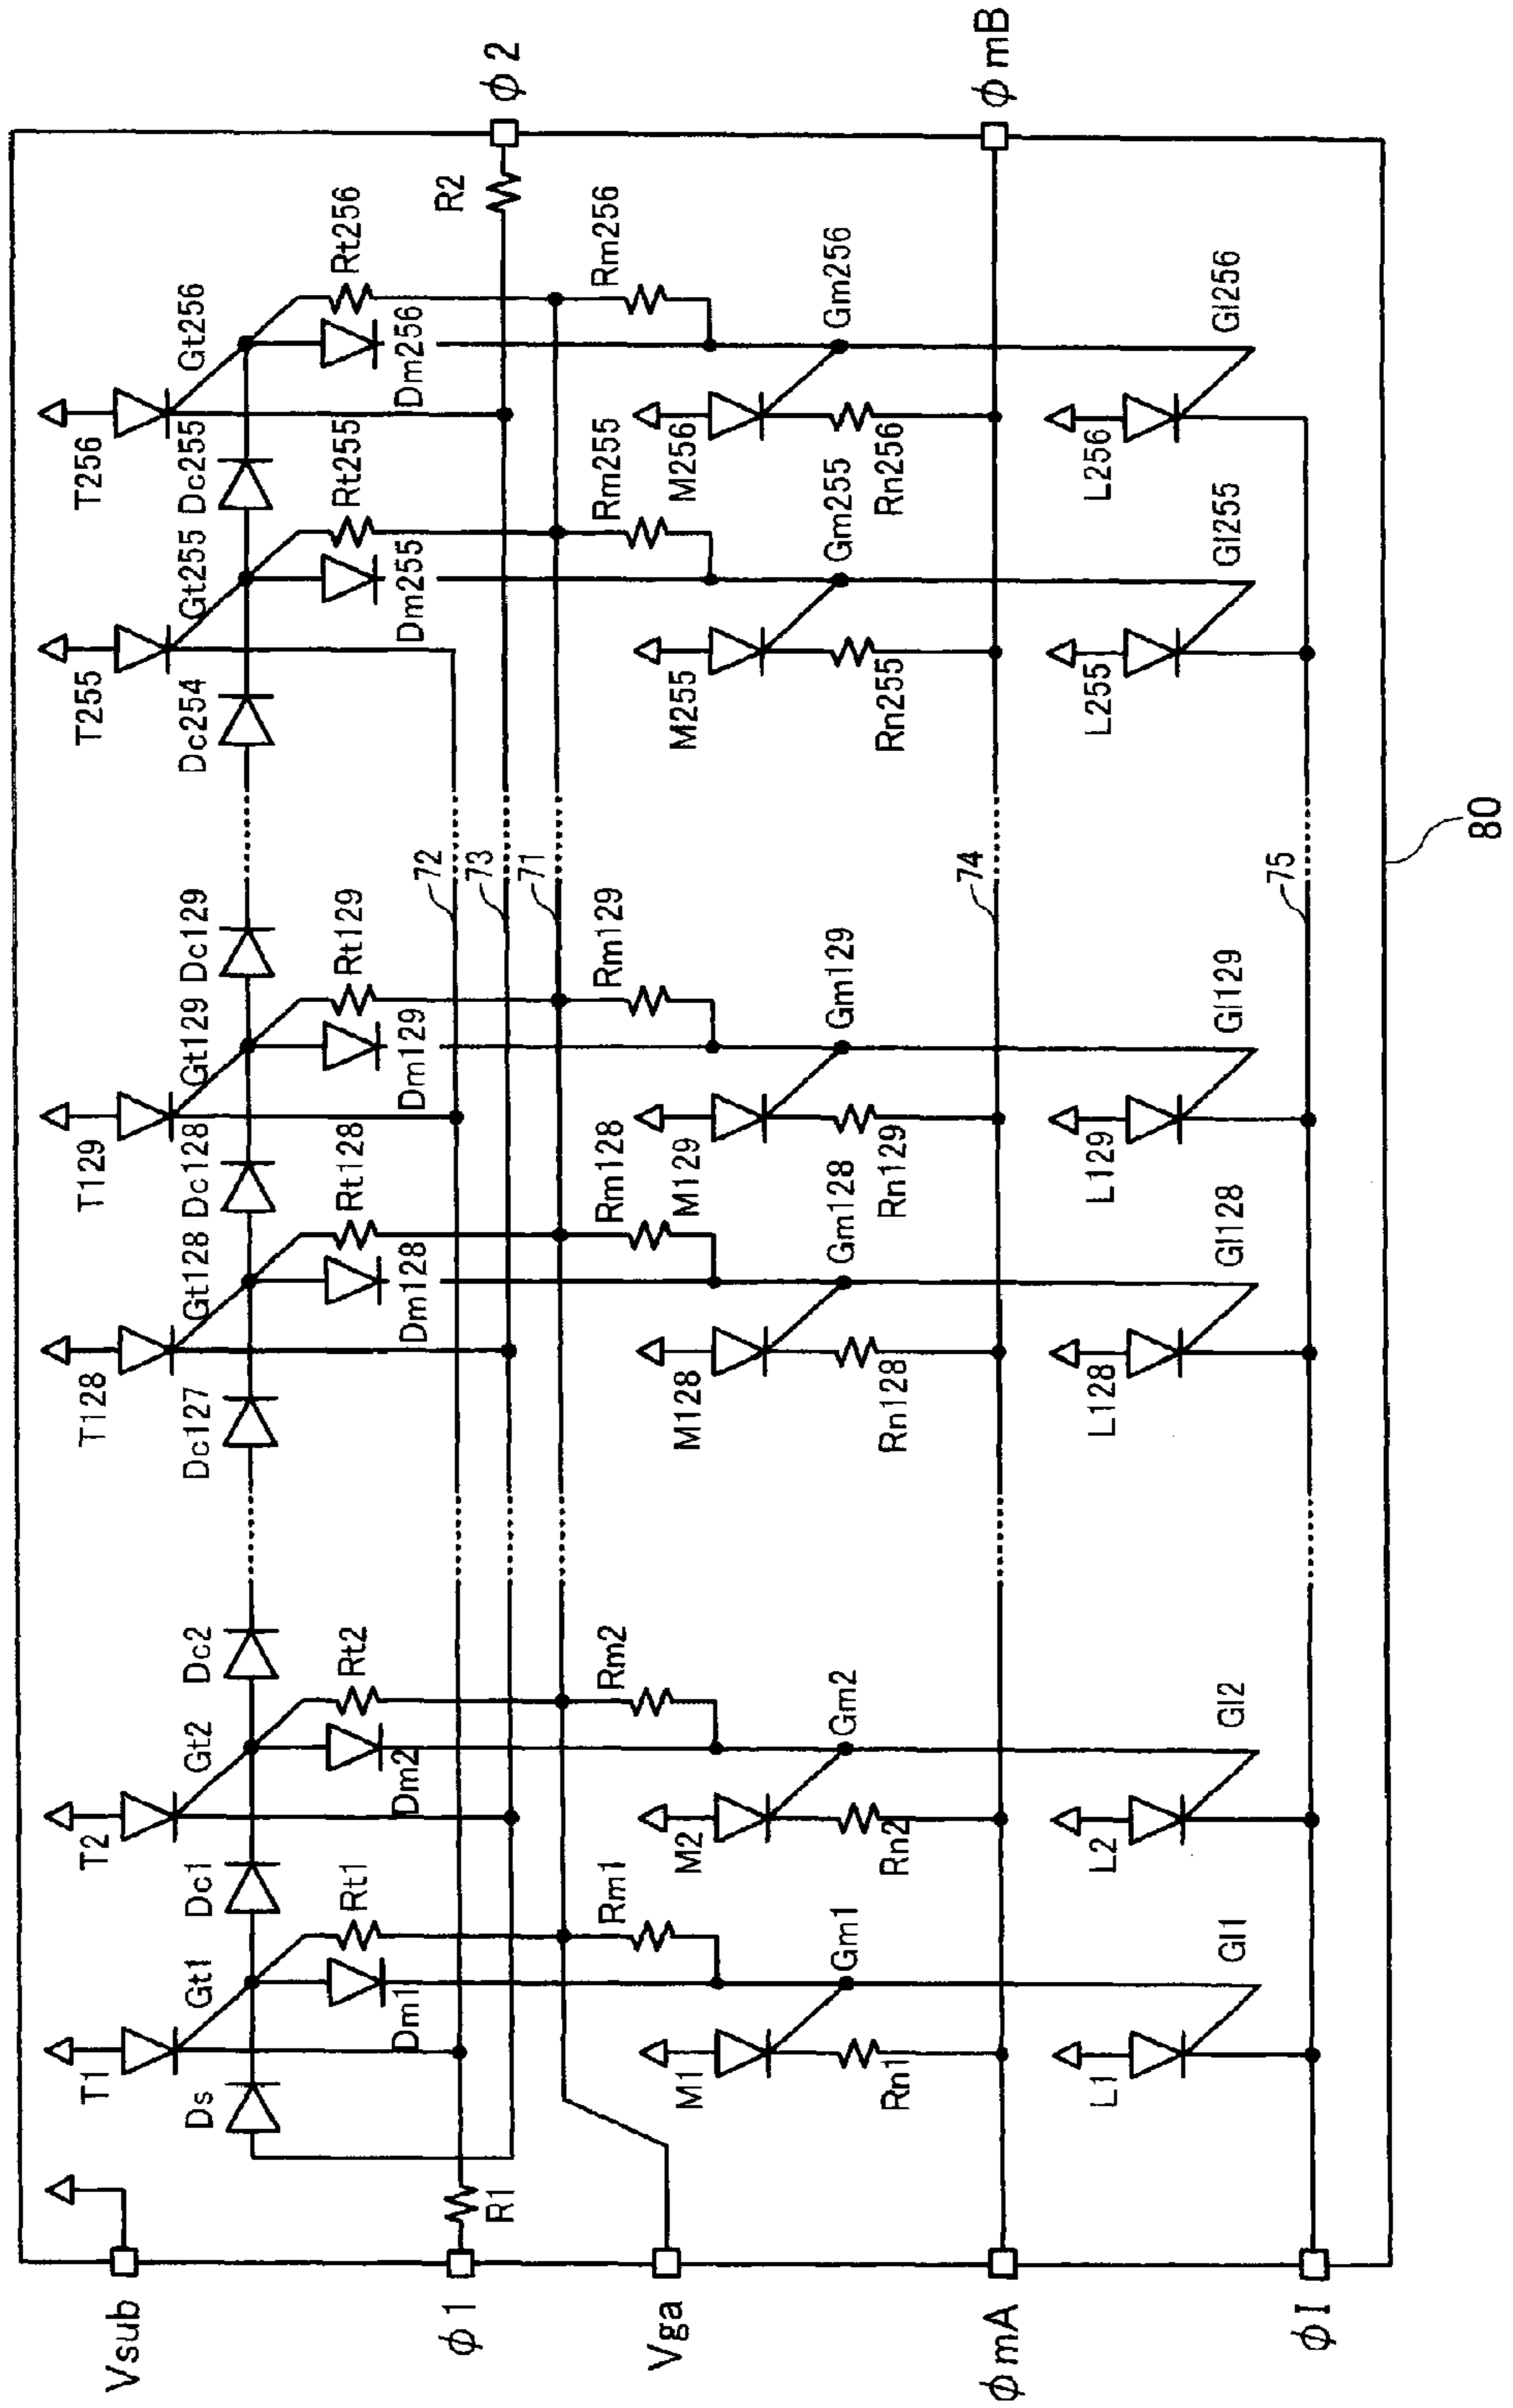 Vsub
φ1
Vga
φmA
φI
φ2
φmB
T1
T2
T128
T129
T255
T256
Ds
Gt1
Dc1
Gt2
Dc2
Dc127
Gt128
Dc128
Gt129
Dc129
Dc254
Gt255
Dc255
Gt256
Rt1
Rt2
Rt128
Rt129
Rt255
Rt256
Dm1
Dm2
Dm128
Dm129
Dm255
Dm256
R1
72
73
71
R2
Rm1
Rm2
Rm128
Rm129
Rm255
Rm256
M1
M2
M128
M129
M255
M256
Gm1
Gm2
Gm128
Gm129
Gm255
Gm256
Rn1
Rn2
Rn128
Rn129
Rn255
Rn256
74
L1
L2
L128
L129
L255
L256
Gl1
Gl2
Gl128
Gl129
Gl255
Gl256
75
80